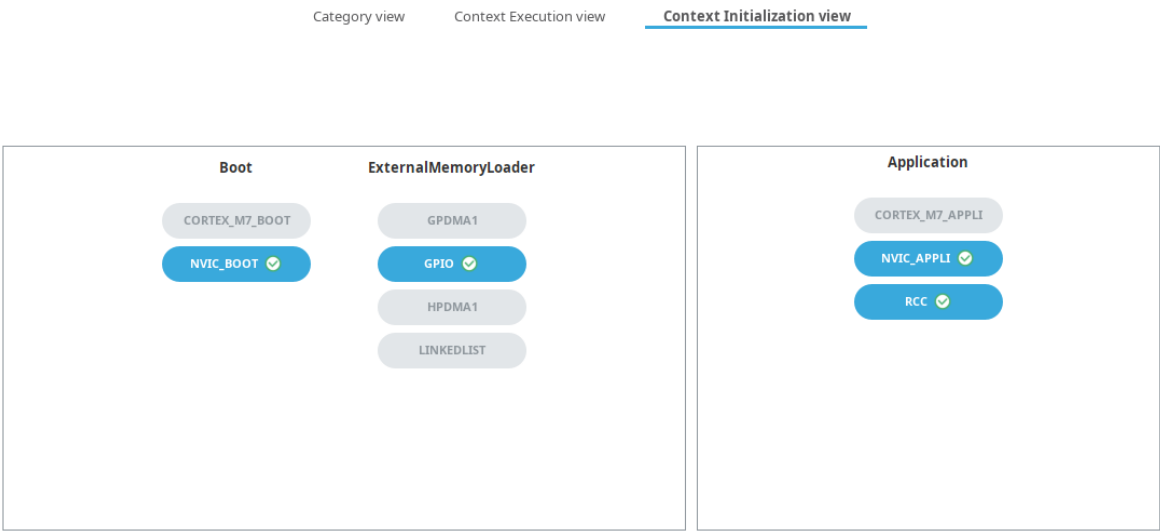 Category view
Context Execution view
Context Initialization view
Boot
CORTEX_M7_BOOT
NVIC_BOOT
ExternalMemoryLoader
GPDMA1
GPIO
HPDMA1
LINKEDLIST
Application
CORTEX_M7_APPLI
NVIC_APPLI
RCC